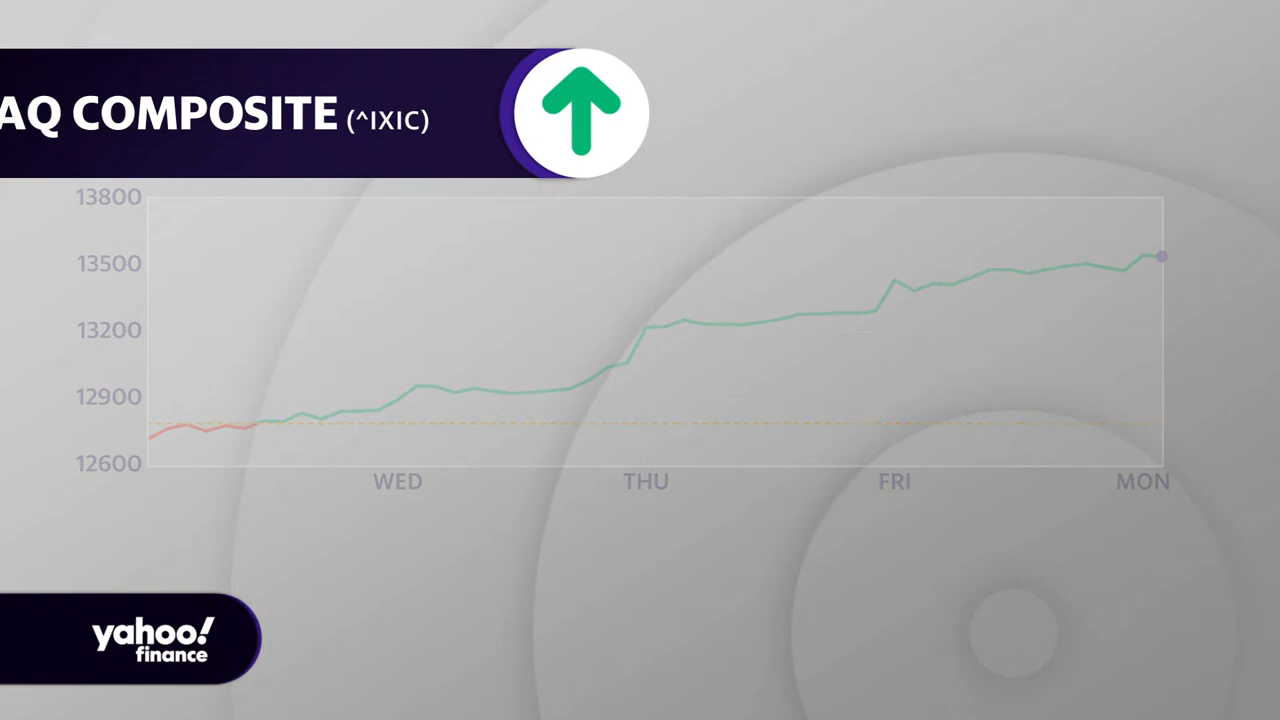 AQ COMPOSITE (^IXIC)
13800
13500
13200
12900
12600
WED THU FRI MON
yahoo!
finance